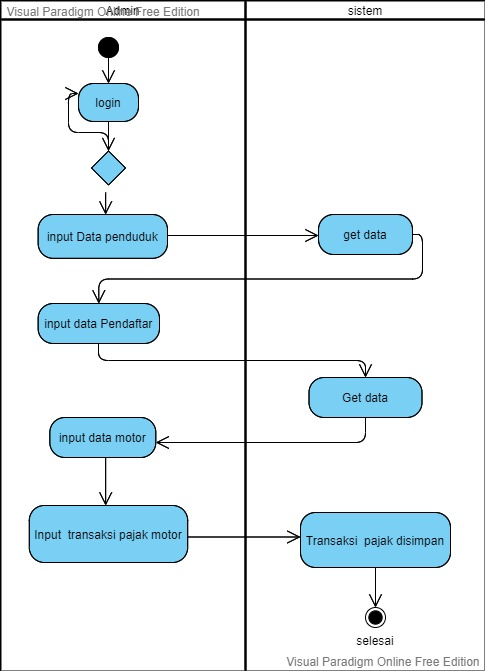 Visual Paradigm Online Free Edition
Admin
sistem
login
input Data penduduk
get data
input data Pendaftar
Get data
input data motor
Input transaksi pajak motor
Transaksi pajak disimpan
selesai
Visual Paradigm Online Free Edition